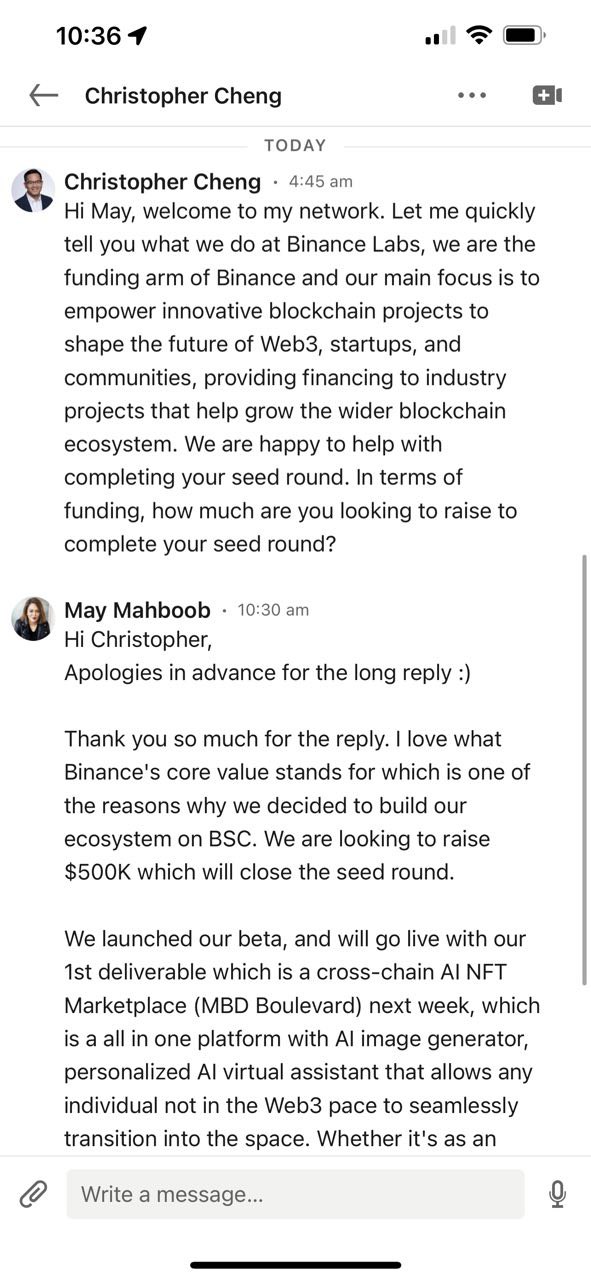 10:36
Christopher Cheng
TODAY
Christopher Cheng • 4:45 am
Hi May, welcome to my network. Let me quickly
tell you what we do at Binance Labs, we are the
funding arm of Binance and our main focus is to
empower innovative blockchain projects to
shape the future of Web3, startups, and
communities, providing financing to industry
projects that help grow the wider blockchain
ecosystem. We are happy to help with
completing your seed round. In terms of
funding, how much are you looking to raise to
complete your seed round?
May Mahboob • 10:30 am
Hi Christopher,
Apologies in advance for the long reply :)
Thank you so much for the reply. I love what
Binance's core value stands for which is one of
the reasons why we decided to build our
ecosystem on BSC. We are looking to raise
$500K which will close the seed round.
We launched our beta, and will go live with our
1st deliverable which is a cross-chain AI NFT
Marketplace (MBD Boulevard) next week, which
is a all in one platform with AI image generator,
personalized AI virtual assistant that allows any
individual not in the Web3 pace to seamlessly
transition into the space. Whether it's as an
Write a message...